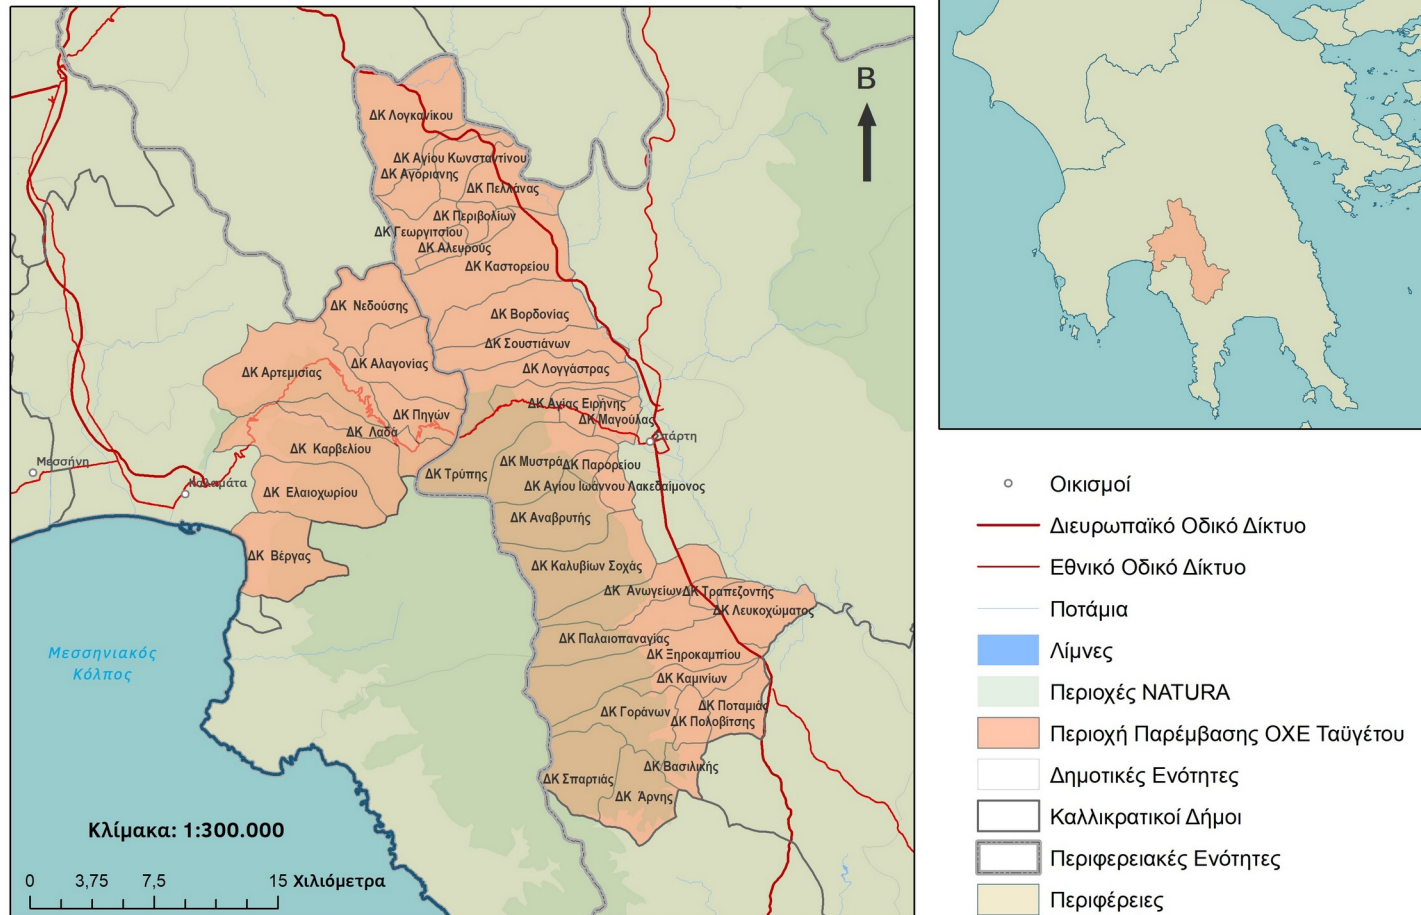 Β
ΔΚ Λογκανίκου
ΔΚ Αγίου Κωνσταντίνου
ΔΚ Αγόριανης
ΔΚ Πελλάνας
ΔΚ Περιβολίων
ΔΚ Γεωργιτσίου
ΔΚ Αλευρούς
ΔΚ Καστορείου
ΔΚ Νεδούσης
ΔΚ Βορδονίας
ΔΚ Σουστιάνων
ΔΚ Αλαγονίας
ΔΚ Λογγάστρας
ΔΚ Αρτεμισίας
ΔΚ Αγίας Ειρήνης
ΔΚ Πηγών
ΔΚ Μαγούλας
ΔΚ Λαδά
Σπάρτη
ΔΚ Καρβελίου
Μεσσήνη
ΔΚ Μυστρά
ΔΚ Παρορείου
ΔΚ Τρύπης
Καλαμάτα
ΔΚ Ελαιοχωρίου
ΔΚ Αγίου Ιωάννου Λακεδαίμονος
ΔΚ Αναβρυτής
ΔΚ Βέργας
ΔΚ Καλυβίων Σοχάς
ΔΚ Ανωγείων
ΔΚ Τραπεζοντής
ΔΚ Λευκοχώματος
ΔΚ Παλαιοπαναγίας
Μεσσηνιακός
Κόλπος
ΔΚ Ξηροκαμπίου
ΔΚ Καμινίων
ΔΚ Ποταμιάς
ΔΚ Γοράνων
ΔΚ Πολοβίτσης
ΔΚ Βασιλικής
ΔΚ Σπαρτιάς
ΔΚ Άρνης
Κλίμακα: 1:300.000
0 3,75 7,5 15 Χιλιόμετρα
Οικισμοί
Διευρωπαϊκό Οδικό Δίκτυο
Εθνικό Οδικό Δίκτυο
Ποτάμια
Λίμνες
Περιοχές NATURA
Περιοχή Παρέμβασης ΟΧΕ Ταϋγέτου
Δημοτικές Ενότητες
Καλλικρατικοί Δήμοι
Περιφερειακές Ενότητες
Περιφέρειες